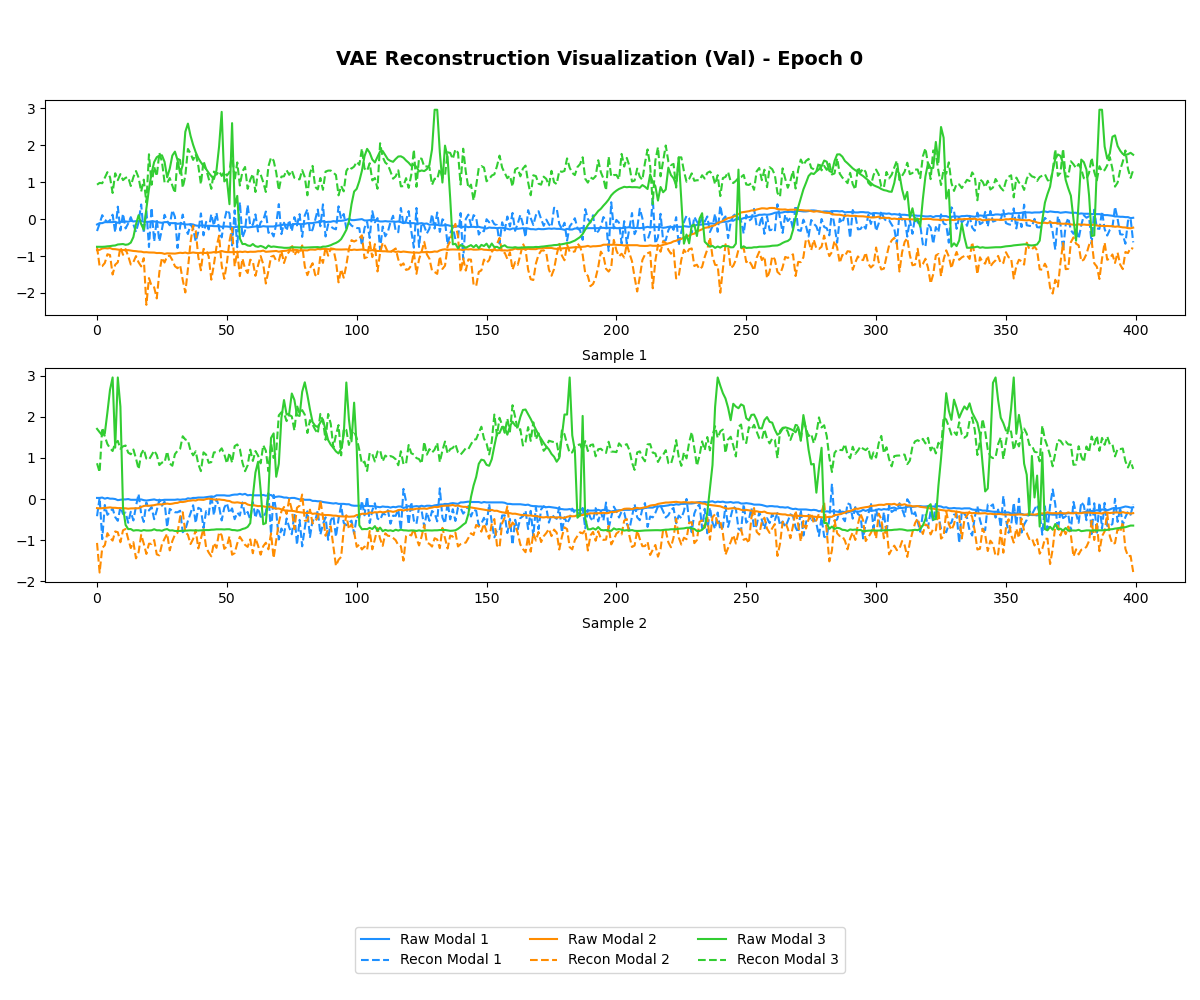 VAE Reconstruction Visualization (Val) - Epoch 0
3
2
1
0
−1
−2
0 50 100 150 200 250 300 350 400
Sample 1
3
2
1
0
−1
−2
0 50 100 150 200 250 300 350 400
Sample 2
Raw Modal 1 Raw Modal 2 Raw Modal 3
Recon Modal 1 Recon Modal 2 Recon Modal 3